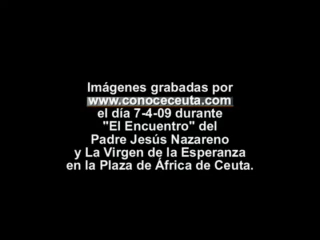 Imágenes grabadas por
www.conoceceuta.com
el día 7-4-09 durante
"El Encuentro" del
Padre Jesús Nazareno
y La Virgen de la Esperanza
en la Plaza de África de Ceuta.